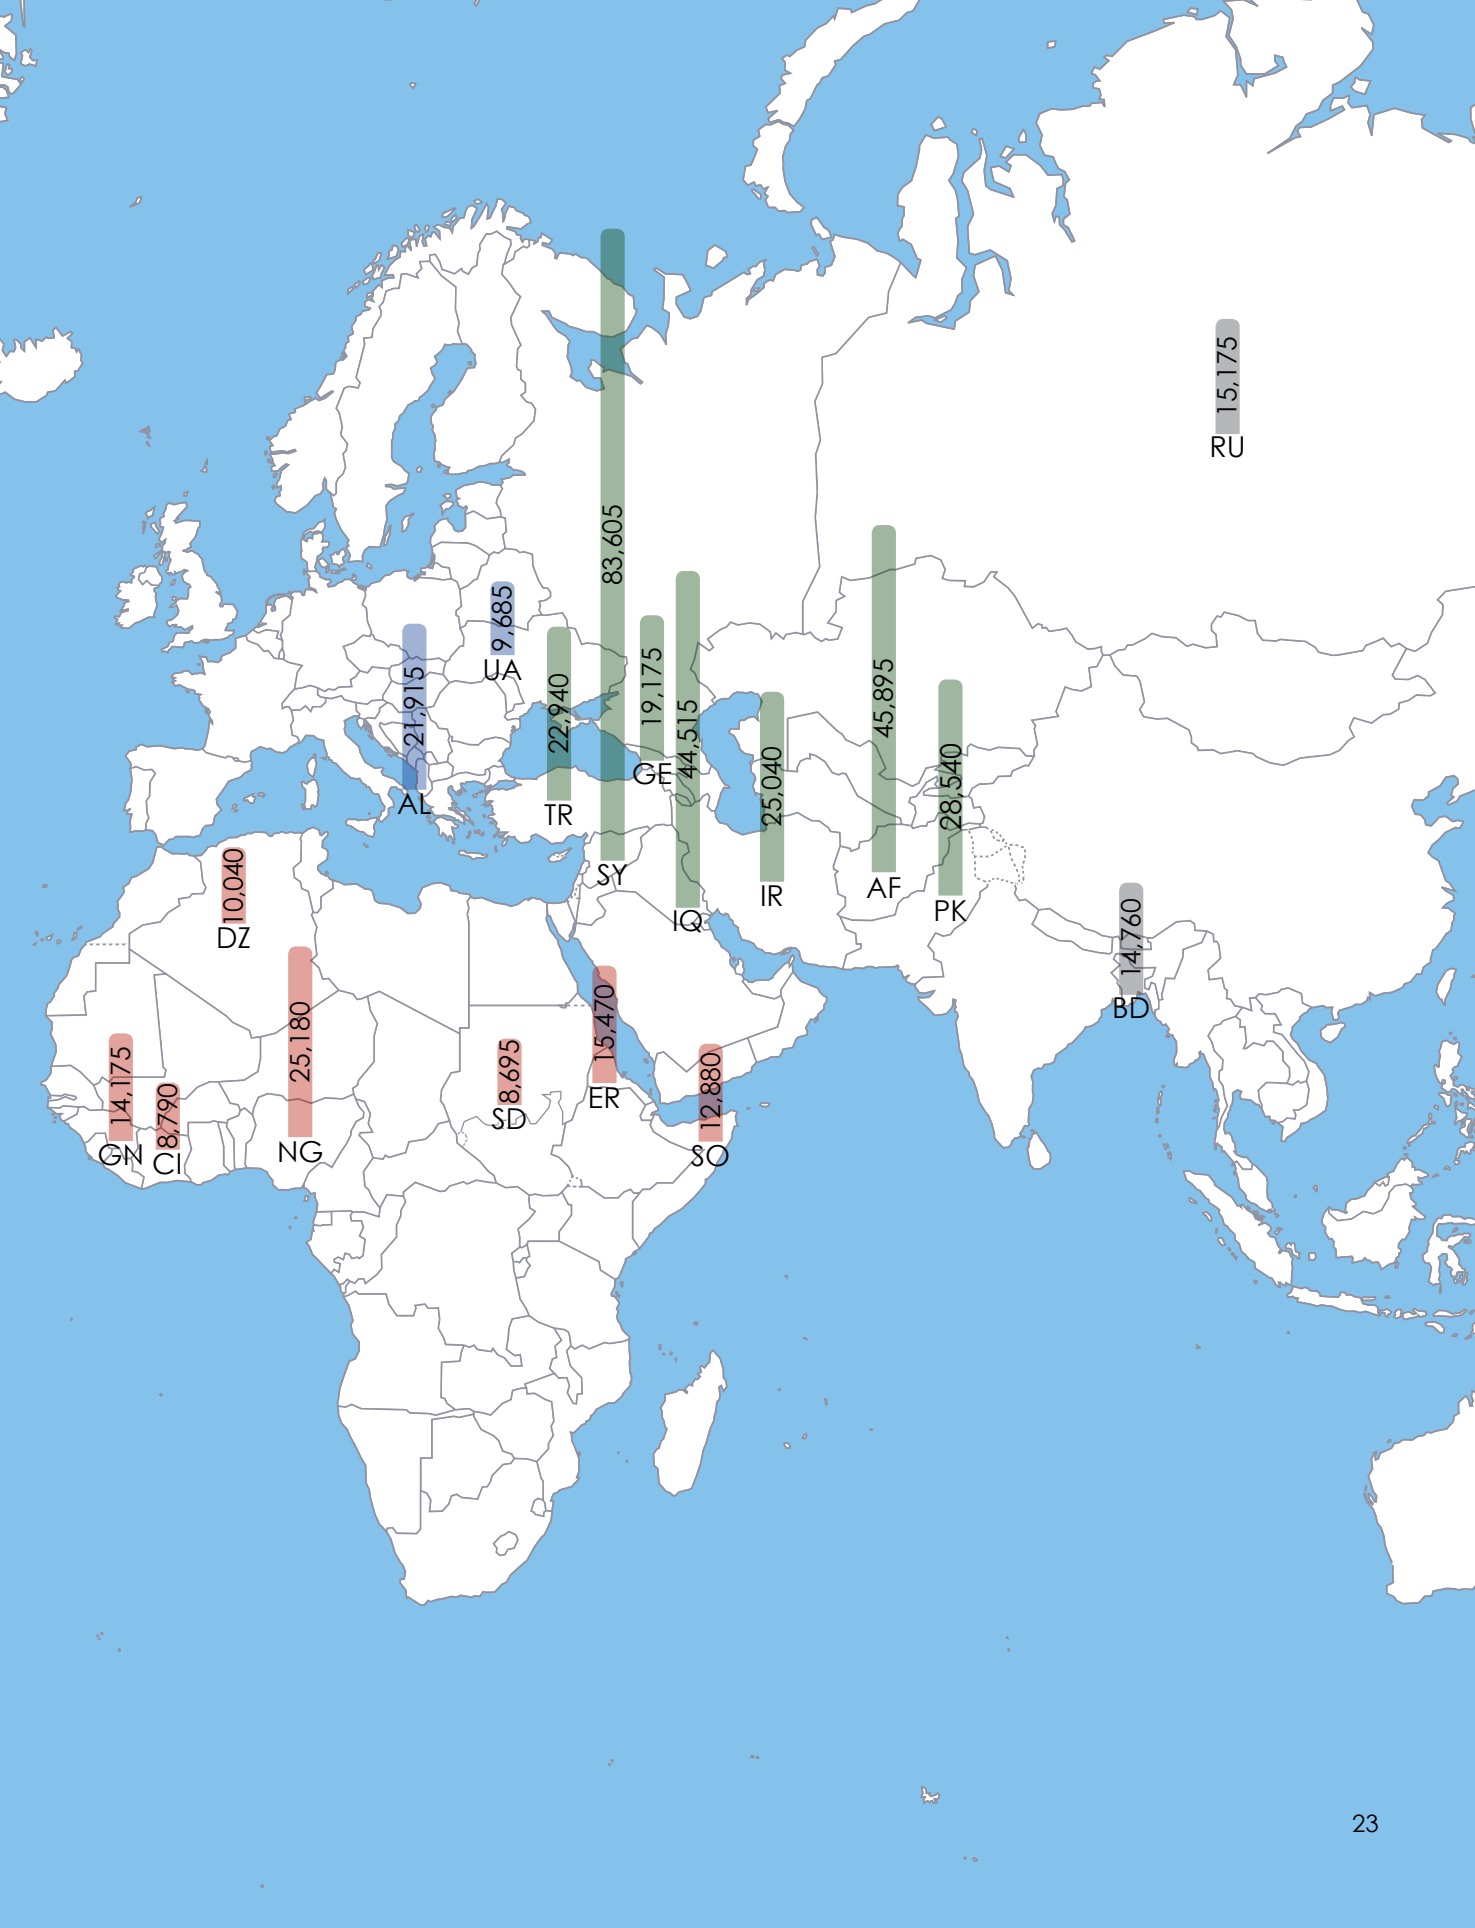 15,175
RU
83,605
SY
9,685
UA
21,915
AL
22,940
TR
19,175
GE
44,515
IQ
25,040
IR
45,895
AF
28,540
PK
14,760
BD
10,040
DZ
25,180
NG
14,175
GN
8,790
CI
8,695
SD
15,470
ER
12,880
SO
23